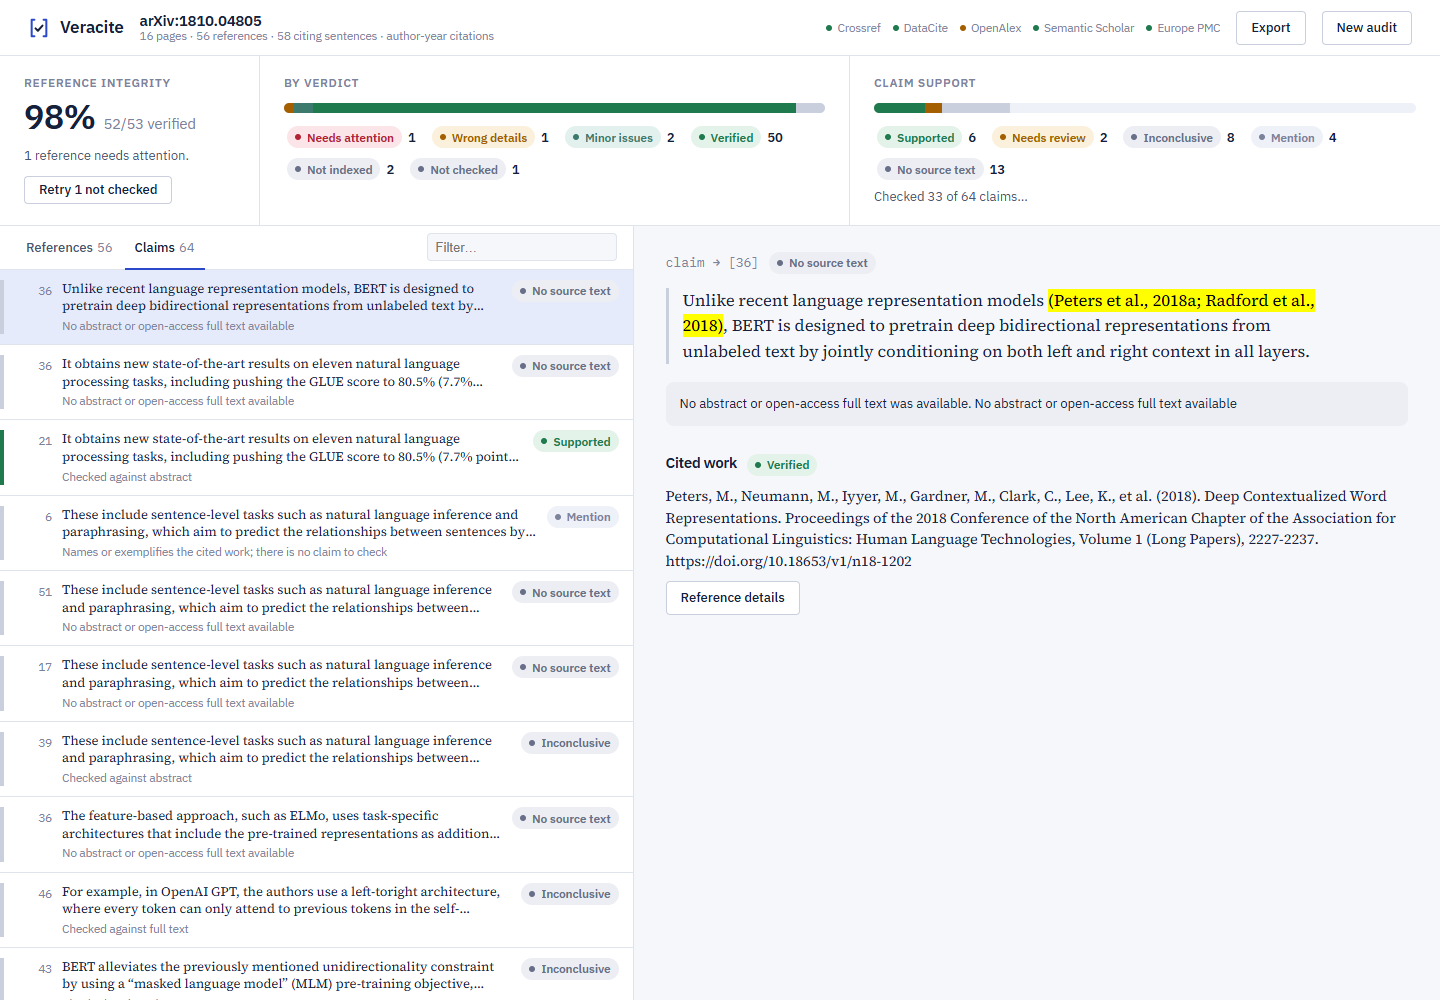 Veracite
arXiv:1810.04805
16 pages · 56 references · 58 citing sentences · author-year citations
Crossref
DataCite
OpenAlex
Semantic Scholar
Europe PMC
Export
New audit
REFERENCE INTEGRITY
98% 52/53 verified
1 reference needs attention.
Retry 1 not checked
BY VERDICT
Needs attention 1
Wrong details 1
Minor issues 2
Verified 50
Not indexed 2
Not checked 1
CLAIM SUPPORT
Supported 6
Needs review 2
Inconclusive 8
Mention 4
No source text 13
Checked 33 of 64 claims...
References 56
Claims 64
Filter...
36
Unlike recent language representation models, BERT is designed to
pretrain deep bidirectional representations from unlabeled text by...
No abstract or open-access full text available
No source text
36
It obtains new state-of-the-art results on eleven natural language
processing tasks, including pushing the GLUE score to 80.5% (7.7%...
No abstract or open-access full text available
No source text
21
It obtains new state-of-the-art results on eleven natural language
processing tasks, including pushing the GLUE score to 80.5% (7.7% point...
Checked against abstract
Supported
6
These include sentence-level tasks such as natural language inference and
paraphrasing, which aim to predict the relationships between sentences by...
Names or exemplifies the cited work; there is no claim to check
Mention
51
These include sentence-level tasks such as natural language inference
and paraphrasing, which aim to predict the relationships between...
No abstract or open-access full text available
No source text
17
These include sentence-level tasks such as natural language inference
and paraphrasing, which aim to predict the relationships between...
No abstract or open-access full text available
No source text
39
These include sentence-level tasks such as natural language inference
and paraphrasing, which aim to predict the relationships between...
Checked against abstract
Inconclusive
36
The feature-based approach, such as ELMo, uses task-specific
architectures that include the pre-trained representations as addition...
No abstract or open-access full text available
No source text
46
For example, in OpenAI GPT, the authors use a left-toright architecture,
where every token can only attend to previous tokens in the self-...
Checked against full text
Inconclusive
43
BERT alleviates the previously mentioned unidirectionality constraint
by using a “masked language model” (MLM) pre-training objective,...
Inconclusive
claim → [36]
No source text
Unlike recent language representation models (Peters et al., 2018a; Radford et al.,
2018), BERT is designed to pretrain deep bidirectional representations from
unlabeled text by jointly conditioning on both left and right context in all layers.
No abstract or open-access full text was available. No abstract or open-access full text available
Cited work
Verified
Peters, M., Neumann, M., Iyyer, M., Gardner, M., Clark, C., Lee, K., et al. (2018). Deep Contextualized Word
Representations. Proceedings of the 2018 Conference of the North American Chapter of the Association for
Computational Linguistics: Human Language Technologies, Volume 1 (Long Papers), 2227-2237.
https://doi.org/10.18653/v1/n18-1202
Reference details